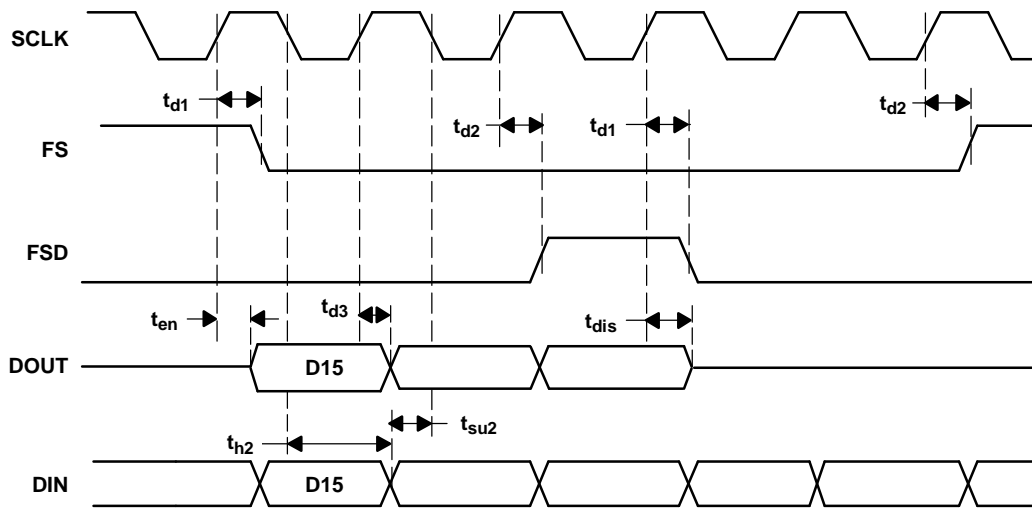 SCLK
t_d1
t_d2
t_d2
t_d1
FS
FSD
t_en
t_d3
t_dis
DOUT
D15
t_su2
t_h2
DIN
D15